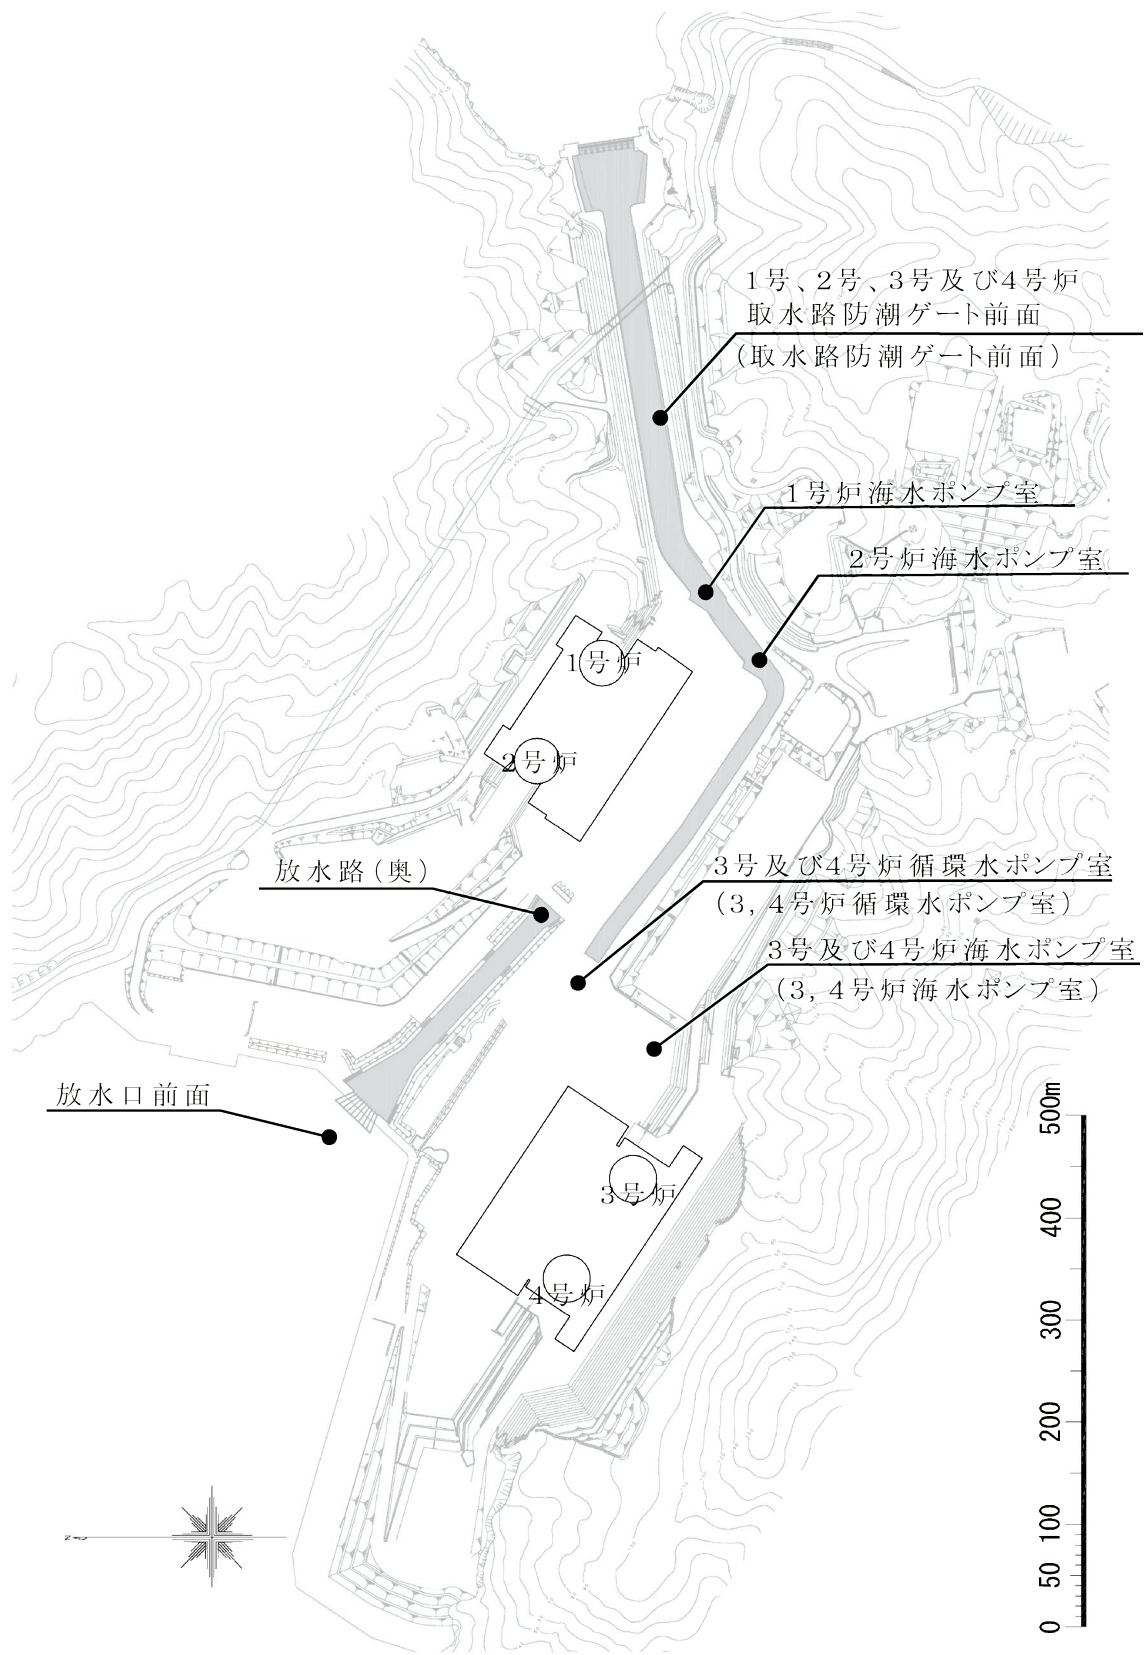 1号、2号、3号及び4号炉
取水路防潮ゲート前面
(取水路防潮ゲート前面)
1号炉海水ポンプ室
2号炉海水ポンプ室
1号炉
2号炉
放水路(奥)
3号及び4号炉循環水ポンプ室
(3, 4号炉循環水ポンプ室)
3号及び4号炉海水ポンプ室
(3, 4号炉海水ポンプ室)
放水口前面
3号炉
4号炉
500m
400
300
200
100
50
0
N